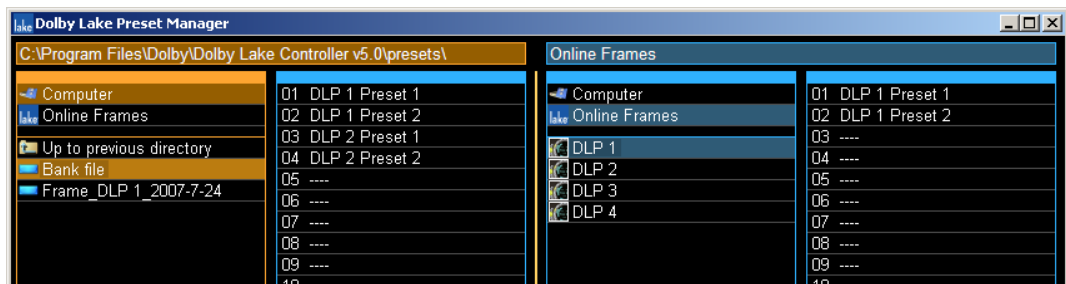 lake Dolby Lake Preset Manager
C:\Program Files\Dolby\Dolby Lake Controller v5.0\presets\
Computer
lake Online Frames
Up to previous directory
Bank file
Frame_DLP 1_2007-7-24
01 DLP 1 Preset 1
02 DLP 1 Preset 2
03 DLP 2 Preset 1
04 DLP 2 Preset 2
05 ----
06 ----
07 ----
08 ----
09 ----
Online Frames
Computer
lake Online Frames
DLP 1
DLP 2
DLP 3
DLP 4
01 DLP 1 Preset 1
02 DLP 1 Preset 2
03 ----
04 ----
05 ----
06 ----
07 ----
08 ----
09 ----